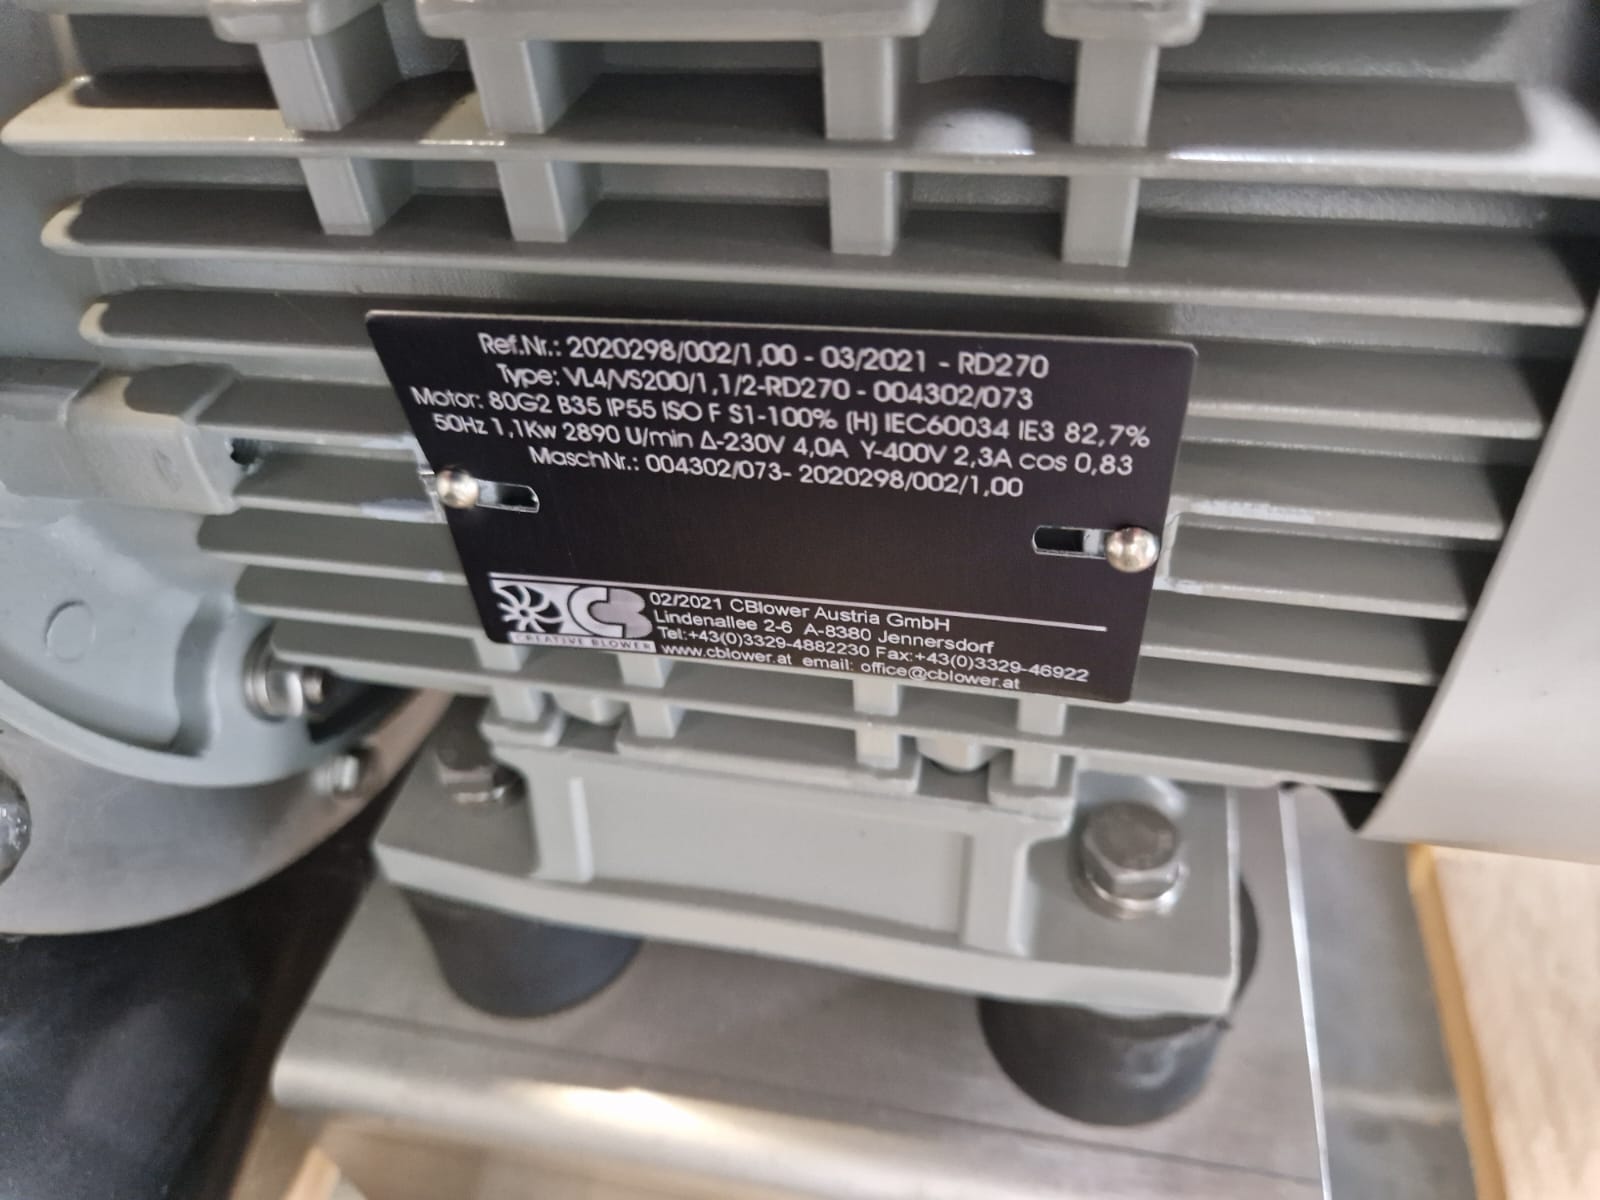 Ref.Nr.: 2020298/002/1,00 - 03/2021 - RD270
Type: VL4/VS200/1,1/2-RD270 - 004302/073
Motor: 80G2 B35 IP55 ISO F S1-100% (H) IEC60034 IE3 82,7%
50Hz 1,1Kw 2890 U/min Δ-230V 4,0A Y-400V 2,3A cos 0,83
MaschNr.: 004302/073- 2020298/002/1,00
CB
CREATIVE BLOWER
02/2021 CBlower Austria GmbH
Lindenallee 2-6 A-8380 Jennersdorf
Tel:+43(0)3329-4882230 Fax:+43(0)3329-46922
www.cblower.at email: office@cblower.at